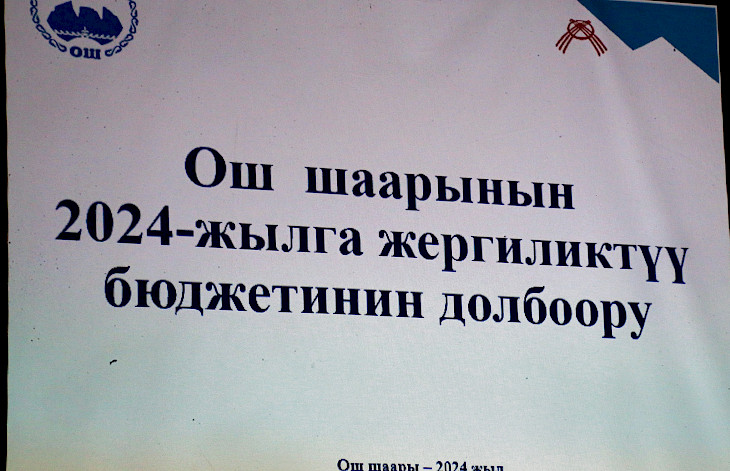 ОШ
Ош шаарынын
2024-жылга жергиликтүү
бюджетинин долбоору
Ош шаары – 2024 жыл